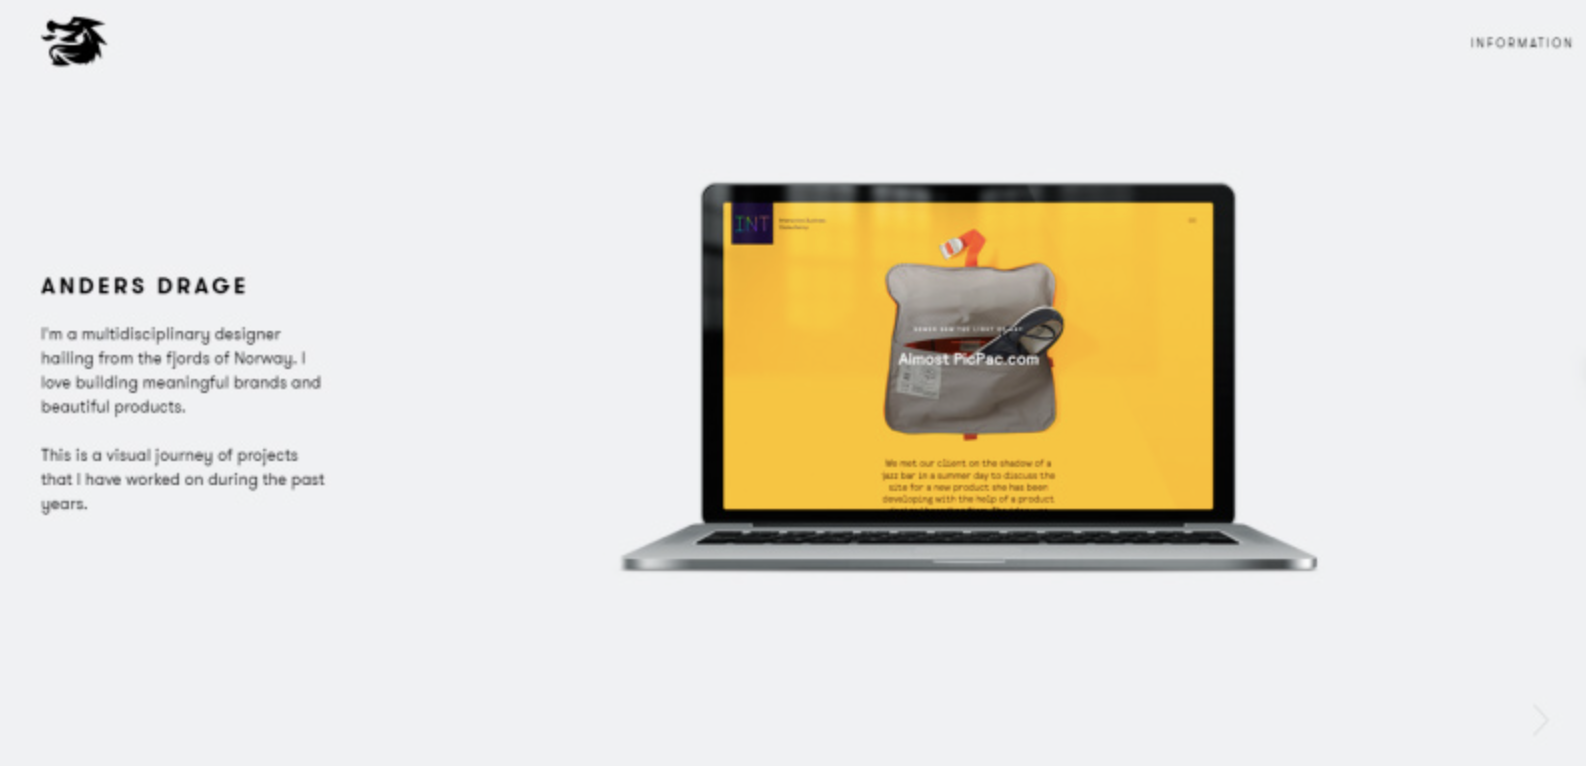 INFORMATION
ANDERS DRAGE
I'm a multidisciplinary designer
hailing from the fjords of Norway. I
love building meaningful brands and
beautiful products.
This is a visual journey of projects
that I have worked on during the past
years.
INT
Almost PicPac.com
We met our client on the shadow of a
jazz bar in a summer day to discuss the
site for a new product she has been
developing with the help of a product